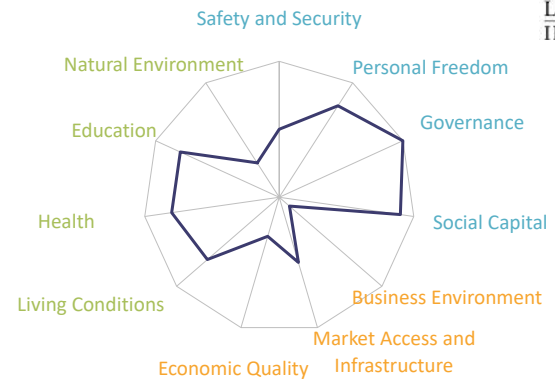 Safety and Security
Natural Environment
Personal Freedom
Education
Governance
Health
Social Capital
Living Conditions
Business Environment
Market Access and
Infrastructure
Economic Quality